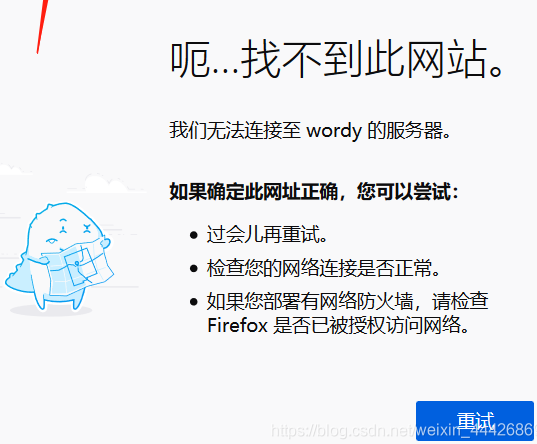 呃...找不到此网站。
我们无法连接至 wordy 的服务器。
如果确定此网址正确，您可以尝试：
过会儿再重试。
检查您的网络连接是否正常。
如果您部署有网络防火墙，请检查
Firefox 是否已被授权访问网络。
重试
https://blog.csdn.net/weixin_4442686